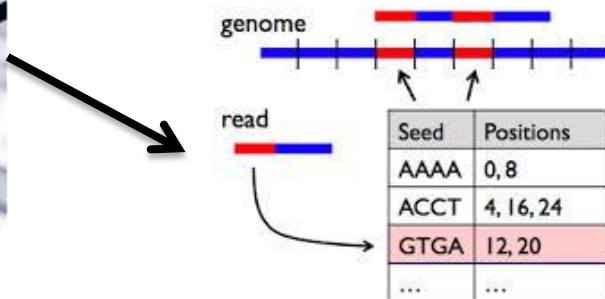 genome
read
Seed Positions
AAAA 0, 8
ACCT 4, 16, 24
GTGA 12, 20
... ...